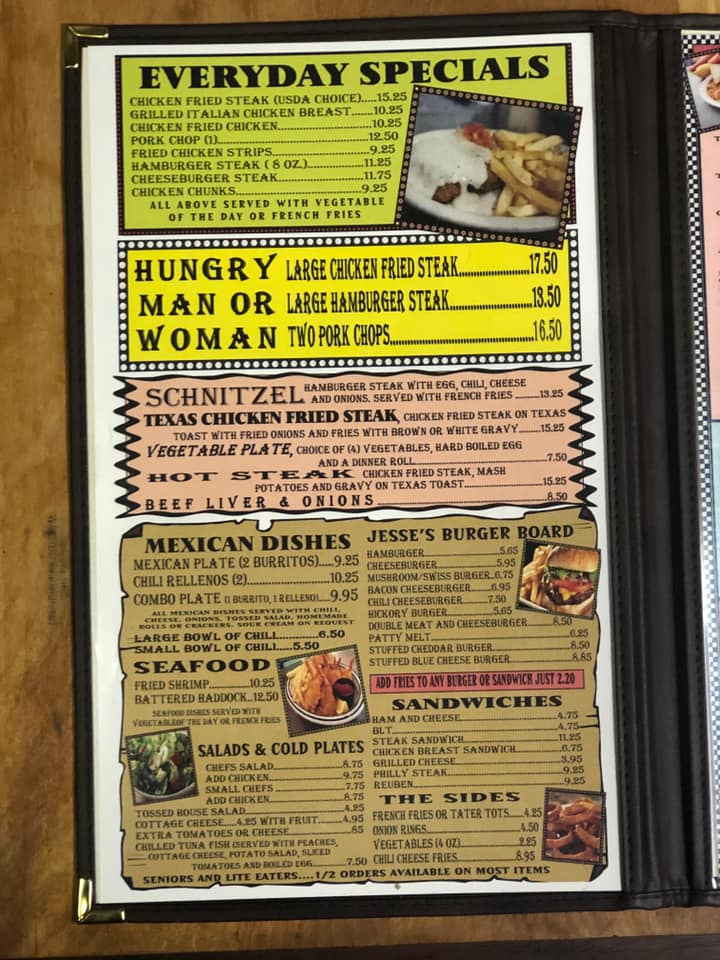 EVERYDAY SPECIALS
CHICKEN FRIED STEAK (USDA CHOICE).....15.25
GRILLED ITALIAN CHICKEN BREAST.......10.25
CHICKEN FRIED CHICKEN..........10.25
PORK CHOP (1)..........12.50
FRIED CHICKEN STRIPS..........9.25
HAMBURGER STEAK ( 8 OZ.)..........11.25
CHEESEBURGER STEAK..........11.75
CHICKEN CHUNKS..........9.25
ALL ABOVE SERVED WITH VEGETABLE
OF THE DAY OR FRENCH FRIES
HUNGRY
MAN OR
WOMAN
LARGE CHICKEN FRIED STEAK..........17.50
LARGE HAMBURGER STEAK..........13.50
TWO PORK CHOPS..........16.50
SCHNITZEL HAMBURGER STEAK WITH EGG, CHILI, CHEESE
AND ONIONS. SERVED WITH FRENCH FRIES ..........13.25
TEXAS CHICKEN FRIED STEAK, CHICKEN FRIED STEAK ON TEXAS
TOAST WITH FRIED ONIONS AND FRIES WITH BROWN OR WHITE GRAVY..........15.25
VEGETABLE PLATE, CHOICE OF (4) VEGETABLES, HARD BOILED EGG
AND A DINNER ROLL..........7.50
HOT STEAK CHICKEN FRIED STEAK, MASH
POTATOES AND GRAVY ON TEXAS TOAST..........15.25
BEEF LIVER & ONIONS..........8.50
MEXICAN DISHES
MEXICAN PLATE (2 BURRITOS)....9.25
CHILI RELLENOS (2)..........10.25
COMBO PLATE (1 BURRITO, 1 RELLENO)...9.95
ALL MEXICAN DISHES SERVED WITH CHILI,
CHEESE, ONIONS, TOSSED SALAD, HOMEMADE
ROLLS OR CRACKERS. SOUR CREAM ON REQUEST
LARGE BOWL OF CHILI..........6.50
SMALL BOWL OF CHILI.....5.50
SEAFOOD
FRIED SHRIMP..........10.25
BATTERED HADDOCK..12.50
SEAFOOD DISHES SERVED WITH
VEGETABLEOF THE DAY OR FRENCH FRIES
SALADS & COLD PLATES
CHEFS SALAD..........8.75
ADD CHICKEN..........9.75
SMALL CHEFS ..........7.75
ADD CHICKEN..........8.75
TOSSED HOUSE SALAD..........4.25
COTTAGE CHEESE....4.25 WITH FRUIT....4.95
EXTRA TOMATOES OR CHEESE..........85
CHILLED TUNA FISH (SERVED WITH PEACHES,
COTTAGE CHEESE, POTATO SALAD, SLICED
TOMATOES AND BOILED EGG..........7.50
JESSE'S BURGER BOARD
HAMBURGER..........5.65
CHEESEBURGER..........5.95
MUSHROOM/SWISS BURGER..6.75
BACON CHEESEBURGER.......6.95
CHILI CHEESEBURGER..........7.50
HICKORY BURGER..........5.65
DOUBLE MEAT AND CHEESEBURGER.......8.50
PATTY MELT..........6.25
STUFFED CHEDDAR BURGER..........8.50
STUFFED BLUE CHEESE BURGER..........8.85
ADD FRIES TO ANY BURGER OR SANDWICH JUST 2.20
SANDWICHES
HAM AND CHEESE..........4.75
BLT..........4.75
STEAK SANDWICH..........11.25
CHICKEN BREAST SANDWICH..........6.75
GRILLED CHEESE..........3.95
PHILLY STEAK..........9.25
REUBEN..........9.25
THE SIDES
FRENCH FRIES OR TATER TOTS....4.25
ONION RINGS..........4.50
VEGETABLES (4 OZ)..........2.25
CHILI CHEESE FRIES..........8.95
SENIORS AND LITE EATERS....1/2 ORDERS AVAILABLE ON MOST ITEMS